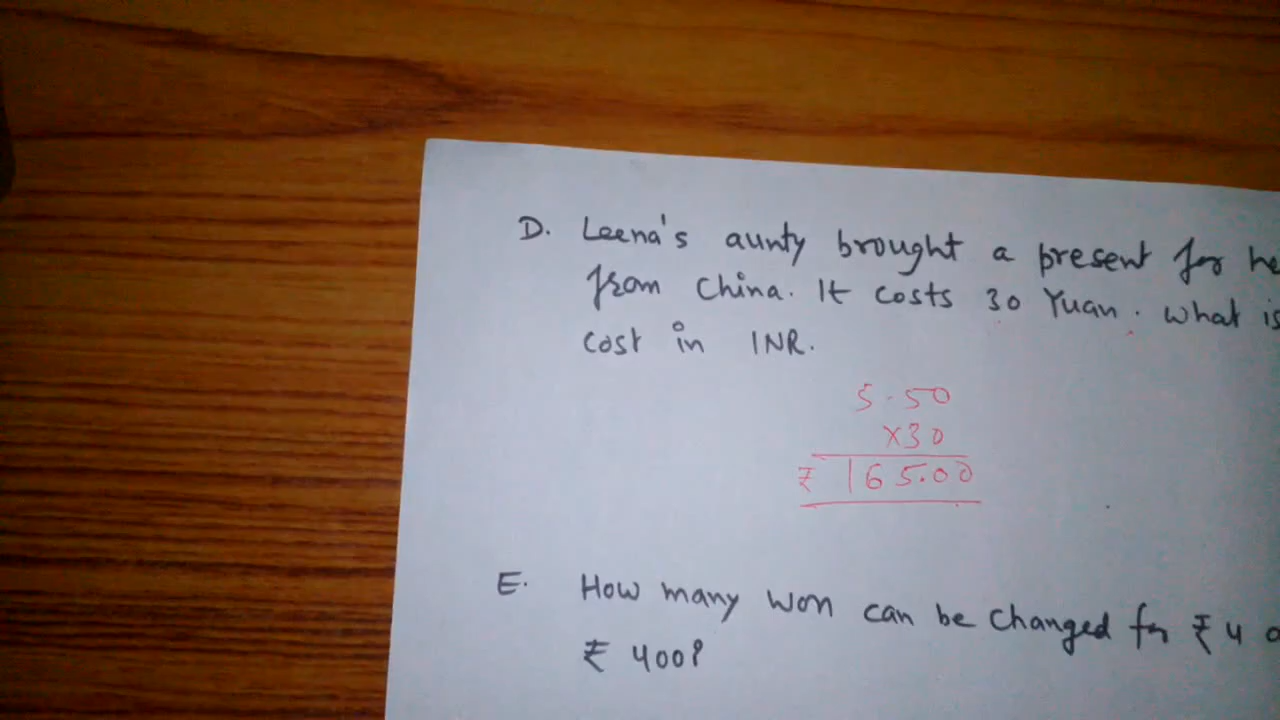 D. Leena's aunty brought a present for he
from China. It costs 30 Yuan. What is
cost in INR.
5.50
x30
₹ 165.00
E. How many won can be changed for ₹4
₹ 400?